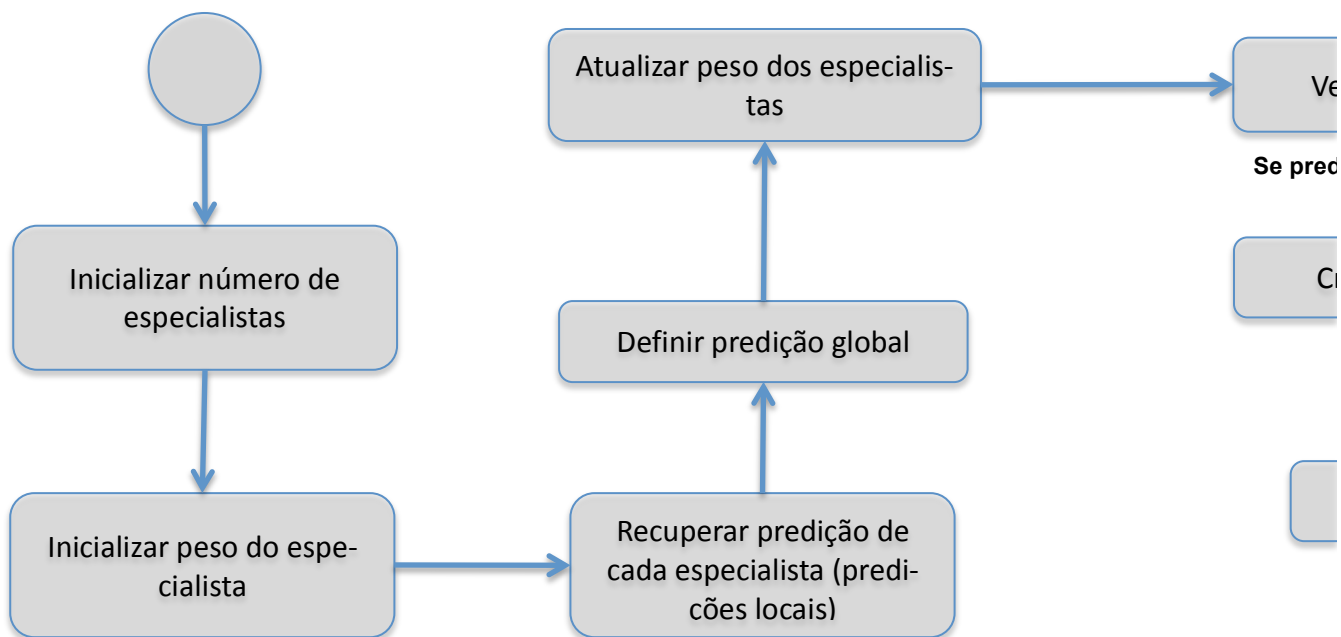 Inicializar número de
especialistas
Inicializar peso do espe-
cialista
Recuperar predição de
cada especialista (predi-
ções locais)
Definir predição global
Atualizar peso dos especialis-
tas
Se